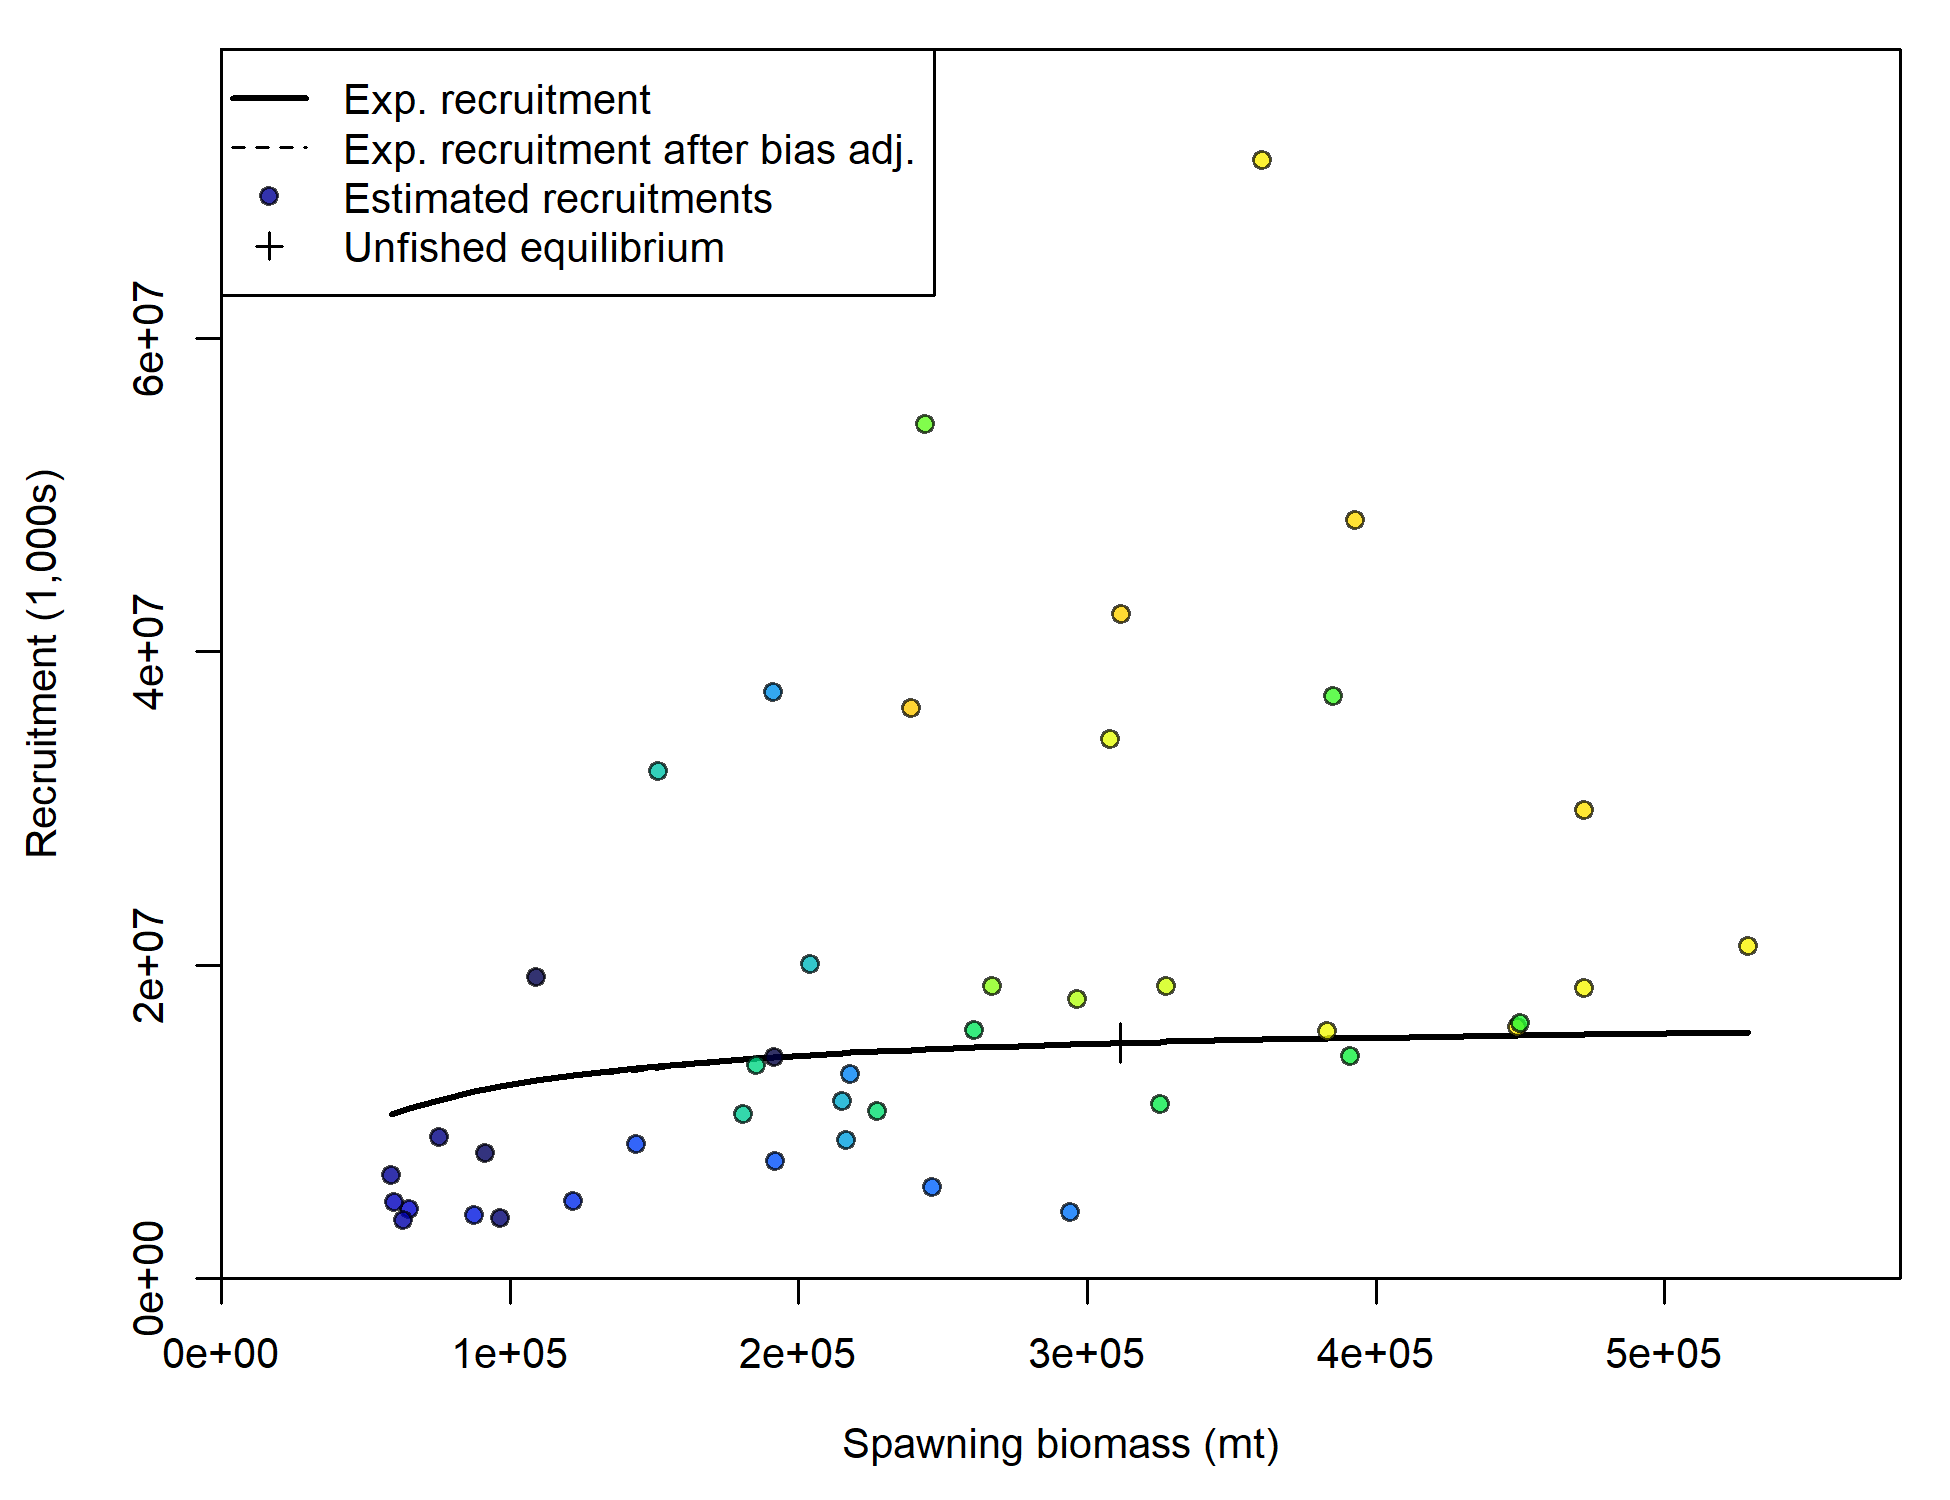 Exp. recruitment
Exp. recruitment after bias adj.
Estimated recruitments
Unfished equilibrium
Recruitment (1,000s)
6e+07
4e+07
2e+07
0e+00
0e+00 1e+05 2e+05 3e+05 4e+05 5e+05
Spawning biomass (mt)